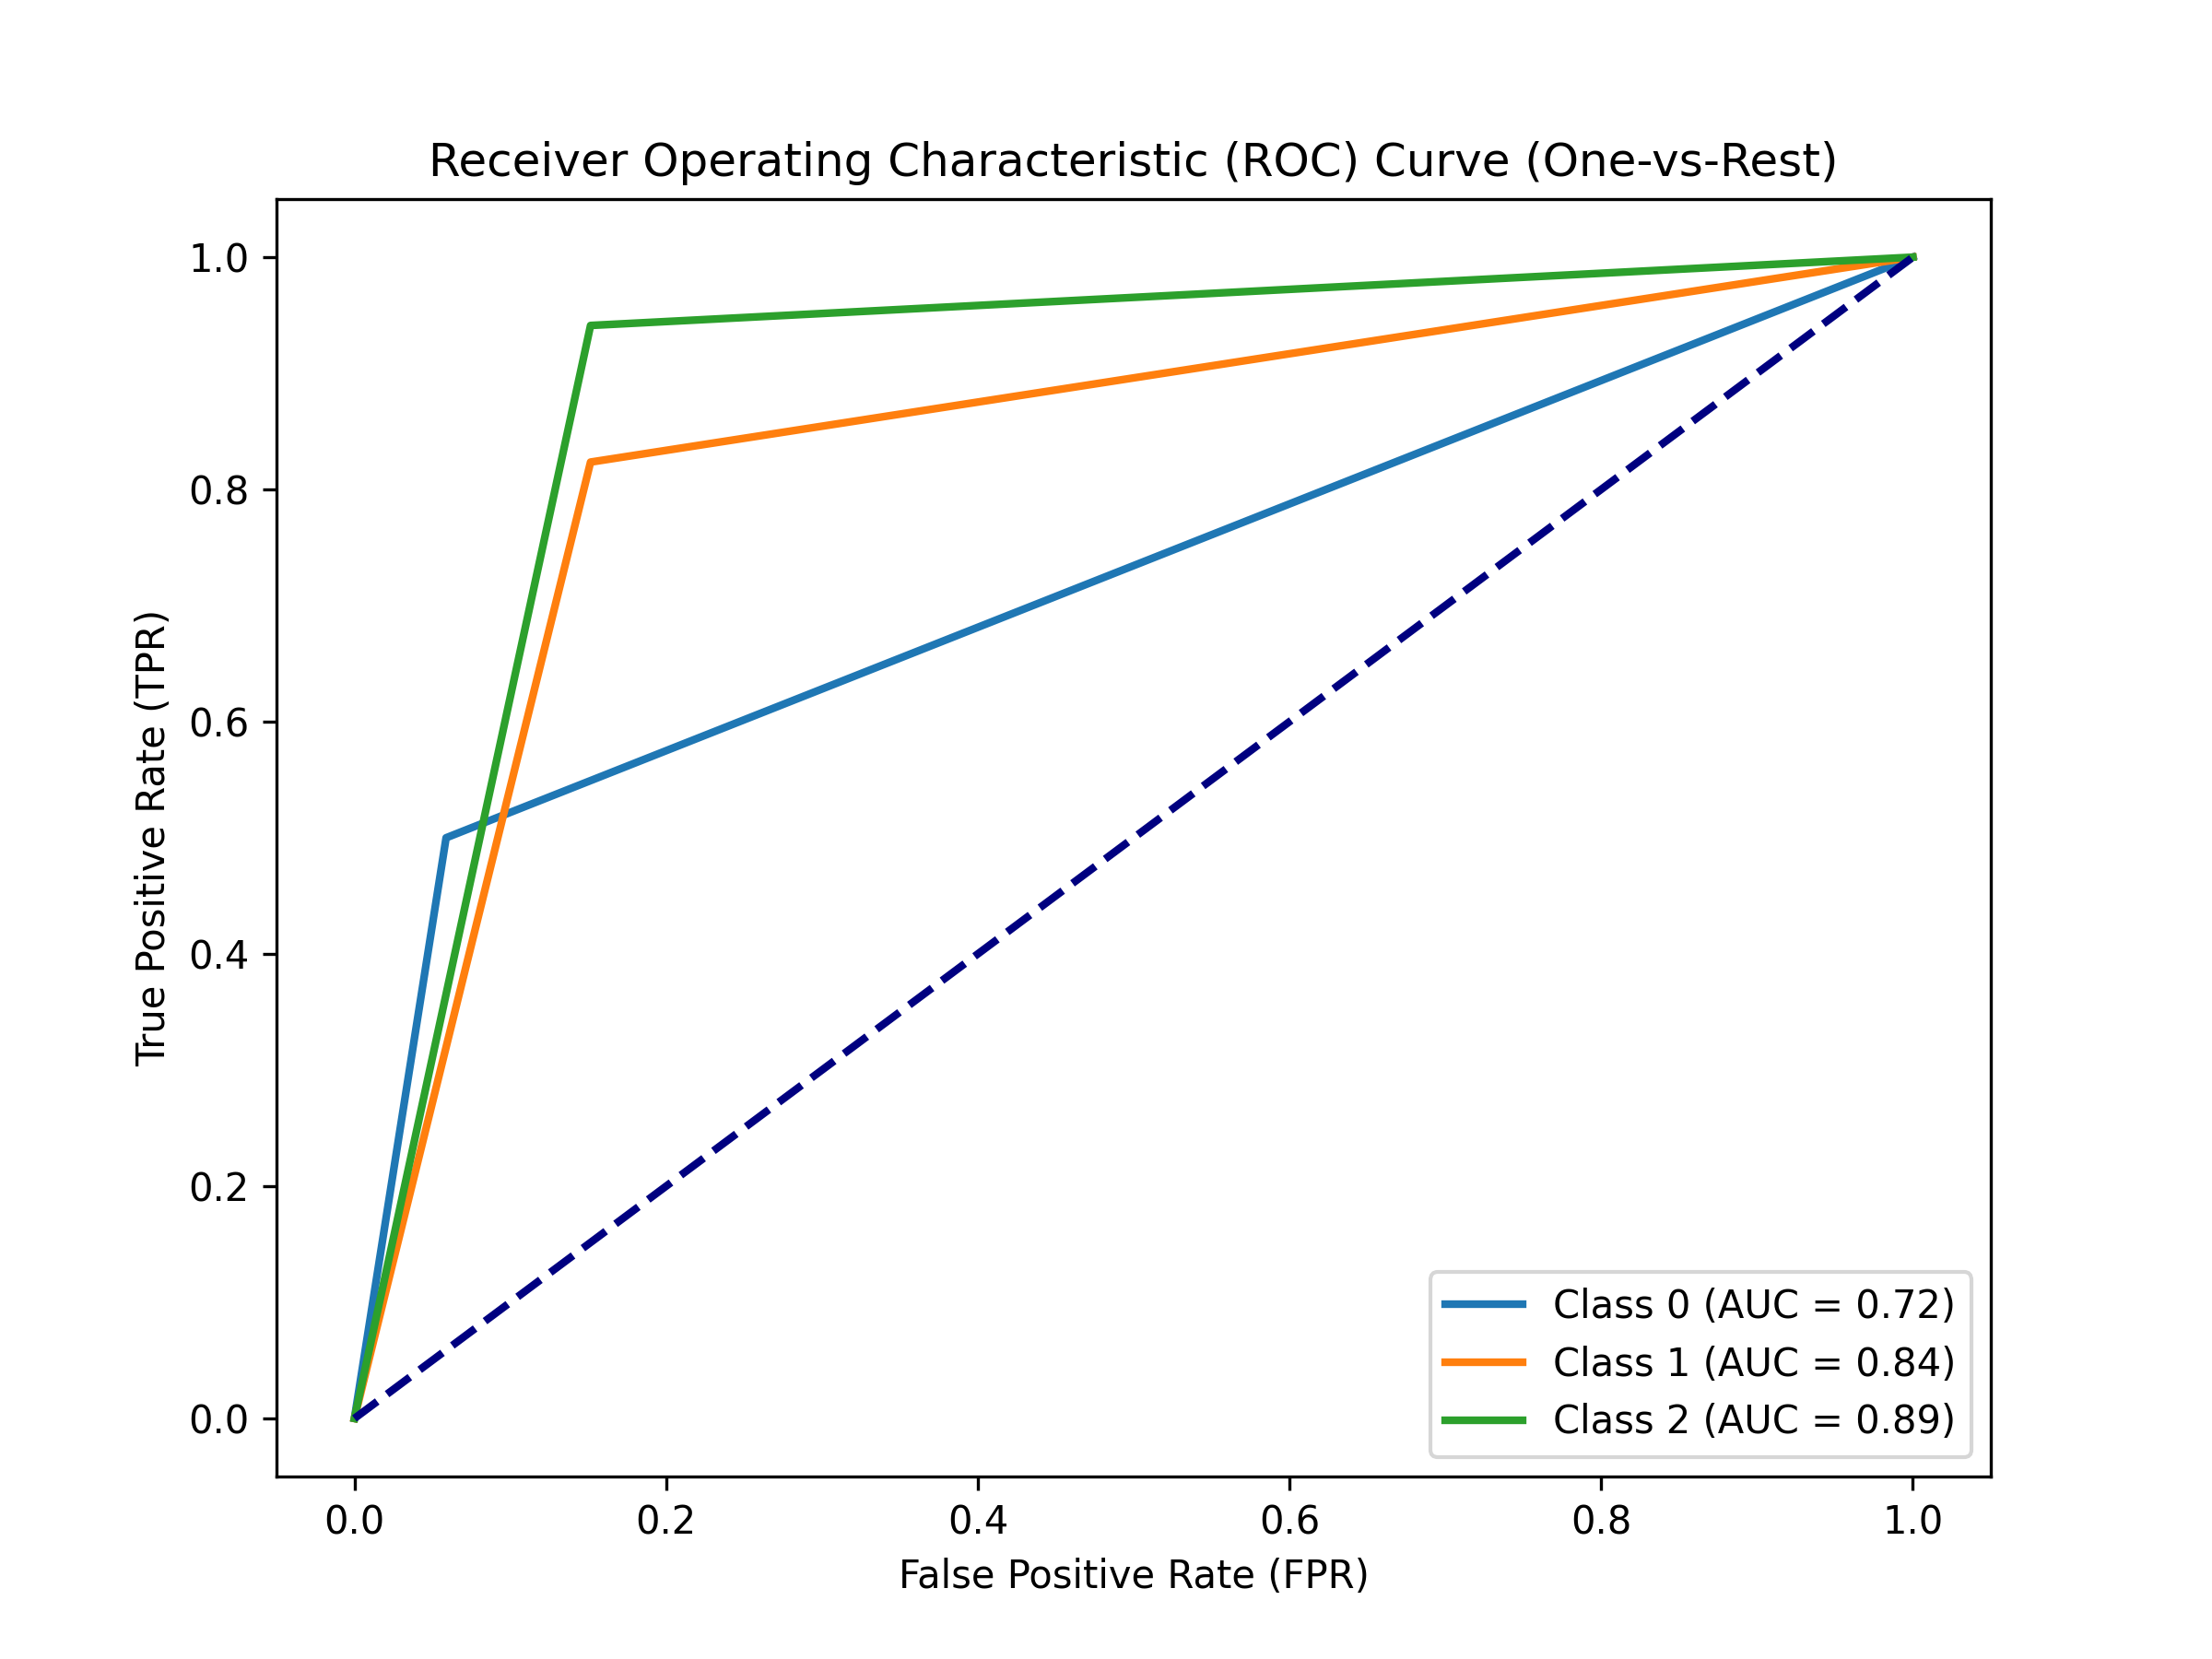 Receiver Operating Characteristic (ROC) Curve (One-vs-Rest)
1.0
0.8
0.6
0.4
0.2
0.0
True Positive Rate (TPR)
Class 0 (AUC = 0.72)
Class 1 (AUC = 0.84)
Class 2 (AUC = 0.89)
0.0 0.2 0.4 0.6 0.8 1.0
False Positive Rate (FPR)